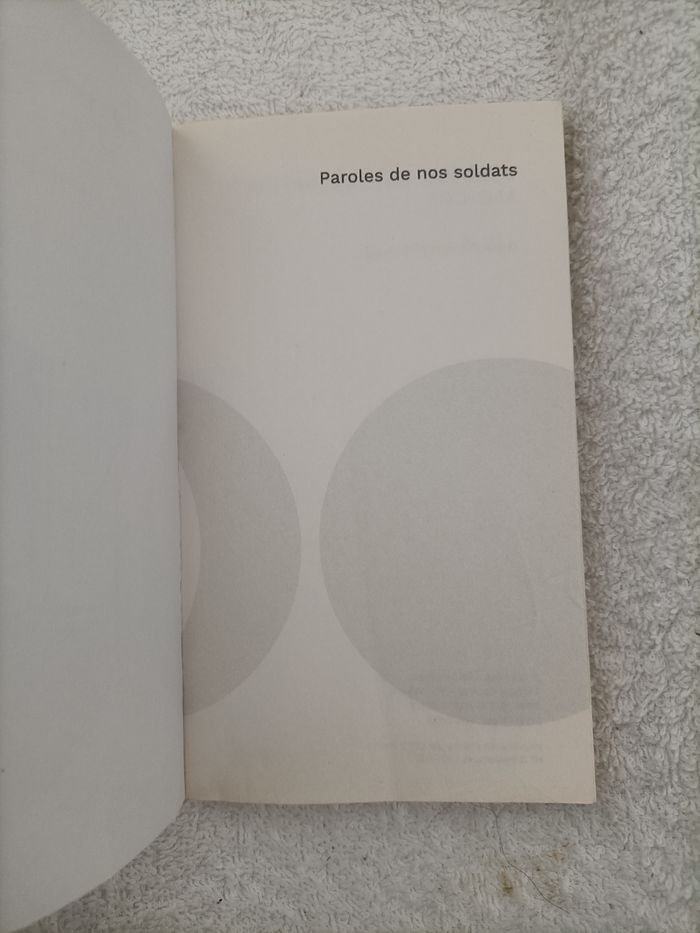 Paroles de nos soldats